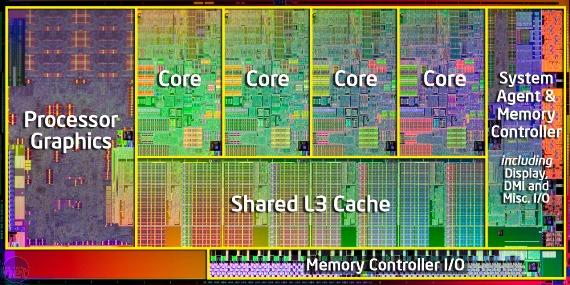 Processor
Graphics
Core
Core
Core
Core
System
Agent &
Memory
Controller
including
Display,
DMI and
Misc. I/O
Shared L3 Cache
Memory Controller I/O